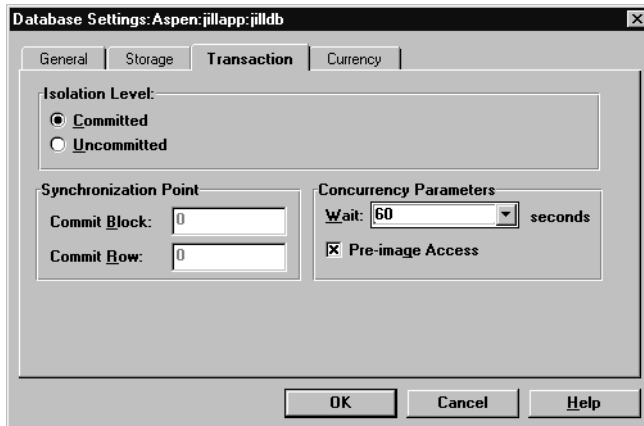 Database Settings:Aspen:jillapp:jilldb
General Storage Transaction Currency
Isolation Level:
Committed
Uncommitted
Synchronization Point
Commit Block: 0
Commit Row: 0
Concurrency Parameters
Wait: 60 seconds
Pre-image Access
OK Cancel Help